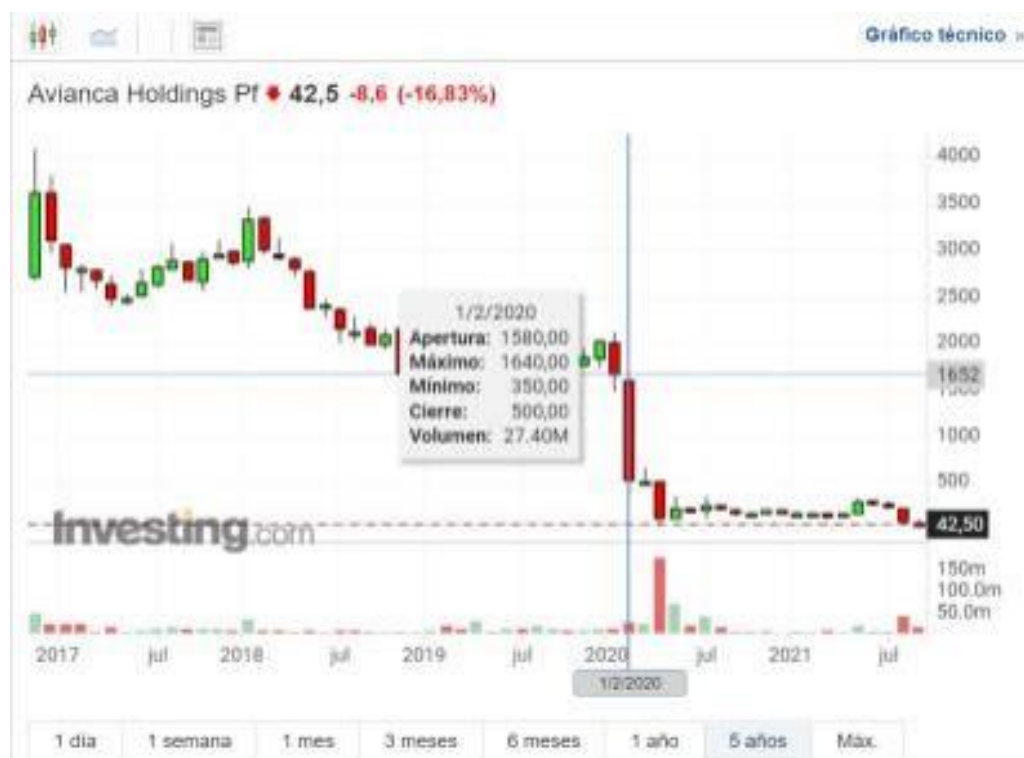 Gráfico técnico »
Avianca Holdings Pf 42,5 -8,6 (-16,83%)
4000
3500
3000
2500
2000
1652
1000
500
42,50
1/2/2020
Apertura: 1580,00
Máximo: 1640,00
Mínimo: 350,00
Cierre: 500,00
Volumen: 27.40M
Investing.com
150m
100.0m
50.0m
2017 jul 2018 jul 2019 jul 2020 jul 2021 jul
1/2/2020
1 día 1 semana 1 mes 3 meses 6 meses 1 año 5 años Máx.